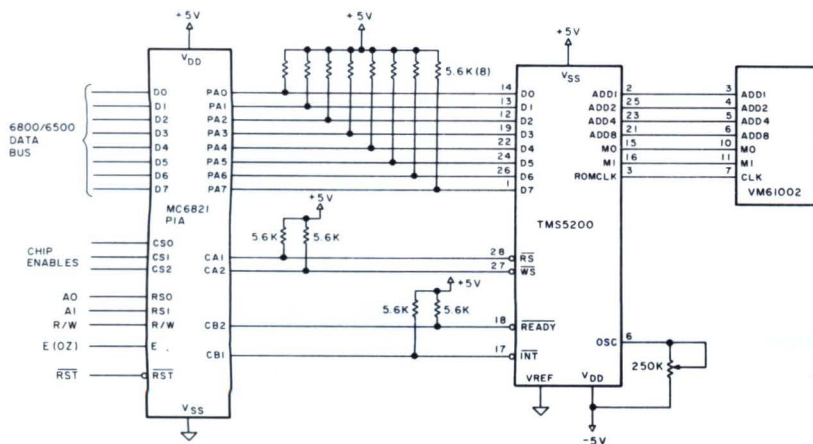 +5V
+5V
+5V
VDD
5.6K(8)
VSS
6800/6500
DATA
BUS
D0 PA0 14 D0 ADD1 2 3 ADD1
D1 PA1 13 D1 ADD2 25 4 ADD2
D2 PA2 12 D2 ADD4 23 5 ADD4
D3 PA3 19 D3 ADD8 21 6 ADD8
D4 PA4 22 D4 M0 15 10 M0
D5 PA5 24 D5 M1 16 11 M1
D6 PA6 26 D6 ROMCLK 3 7 CLK
D7 PA7 1 D7
VM61002
MC6821
PIA
TMS5200
+5V
5.6K 5.6K
CHIP
ENABLES
CS0
CS1 CA1 28 RS
CS2 CA2 27 WS
+5V
5.6K 5.6K
A0 RS0
A1 RS1
R/W R/W CB2 18 READY
E(OZ) E CB1 17 INT
OSC 6
250K
RST RST
VREF VDD
VSS
-5V